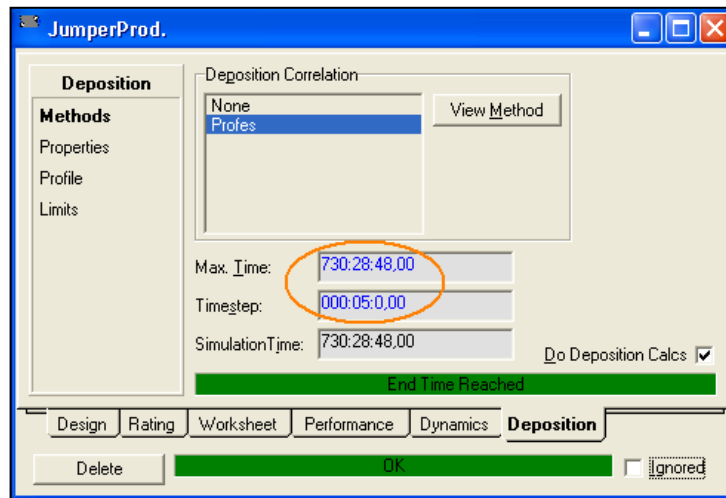 JumperProd.
Deposition
Methods
Properties
Profile
Limits
Deposition Correlation
None
Profes
View Method
Max. Time: 730:28:48,00
Timestep: 000:05:0,00
SimulationTime: 730:28:48,00
Do Deposition Calcs
End Time Reached
Design Rating Worksheet Performance Dynamics Deposition
Delete OK Ignored